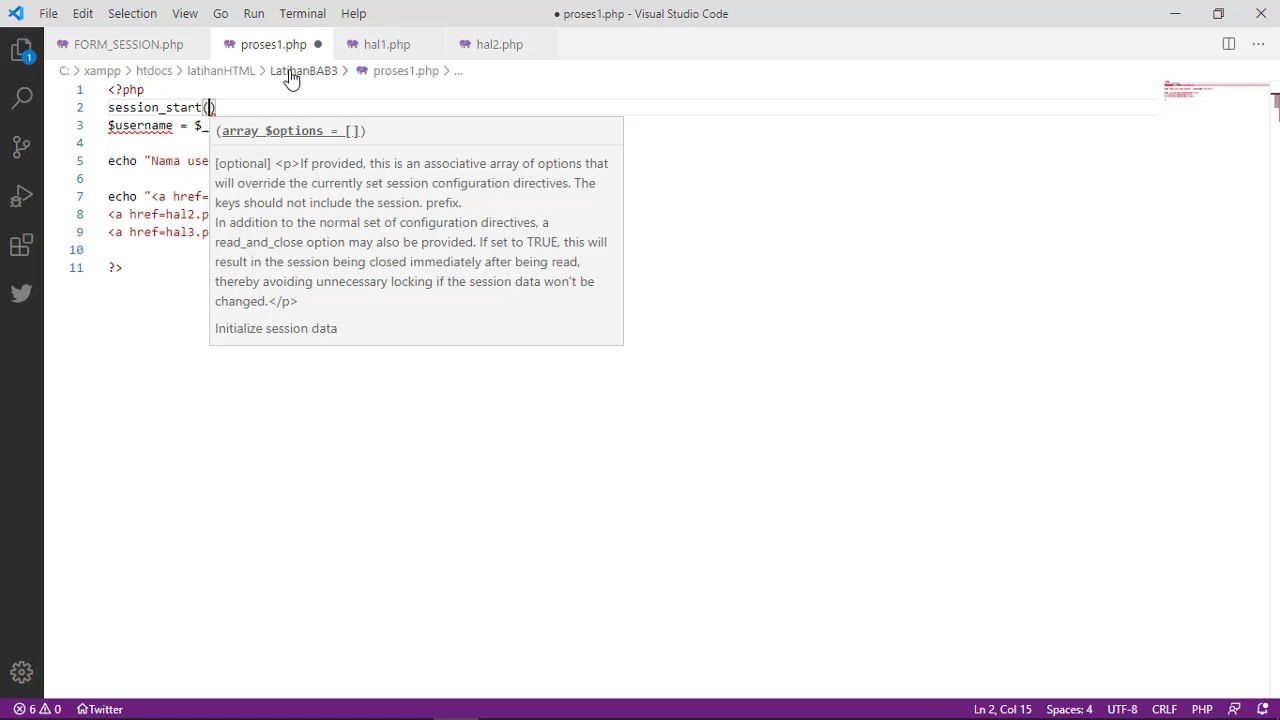 File Edit Selection View Go Run Terminal Help ● proses1.php - Visual Studio Code
FORM_SESSION.php proses1.php ● hal1.php hal2.php
C: > xampp > htdocs > latihanHTML > LatihanBAB3 > proses1.php > ...
1 <?php
2 session_start()
3 $username = $_
4
5 echo "Nama use
6
7 echo "<a href=
8 <a href=hal2.p
9 <a href=hal3.p
10
11 ?>
(array $options = [])
[optional] <p>If provided, this is an associative array of options that
will override the currently set session configuration directives. The
keys should not include the session. prefix.
In addition to the normal set of configuration directives, a
read_and_close option may also be provided. If set to TRUE, this will
result in the session being closed immediately after being read,
thereby avoiding unnecessary locking if the session data won't be
changed.</p>
Initialize session data
1
6 0 Twitter Ln 2, Col 15 Spaces: 4 UTF-8 CRLF PHP